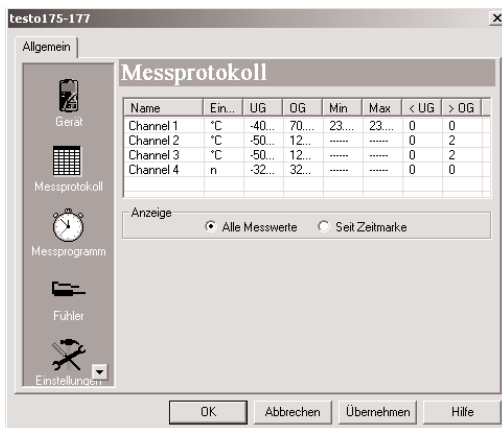 testo175-177
Allgemein
Gerät
Messprotokoll
Messprogramm
Fühler
Einstellungen
Messprotokoll
Name Ein... UG OG Min Max < UG > OG
Channel 1 °C -40... 70.... 23.... 23.... 0 0
Channel 2 °C -50... 12... ------ ------ 0 2
Channel 3 °C -50... 12... ------ ------ 0 2
Channel 4 n -32... 32... ------ ------ 0 0
Anzeige
Alle Messwerte Seit Zeitmarke
OK Abbrechen Übernehmen Hilfe